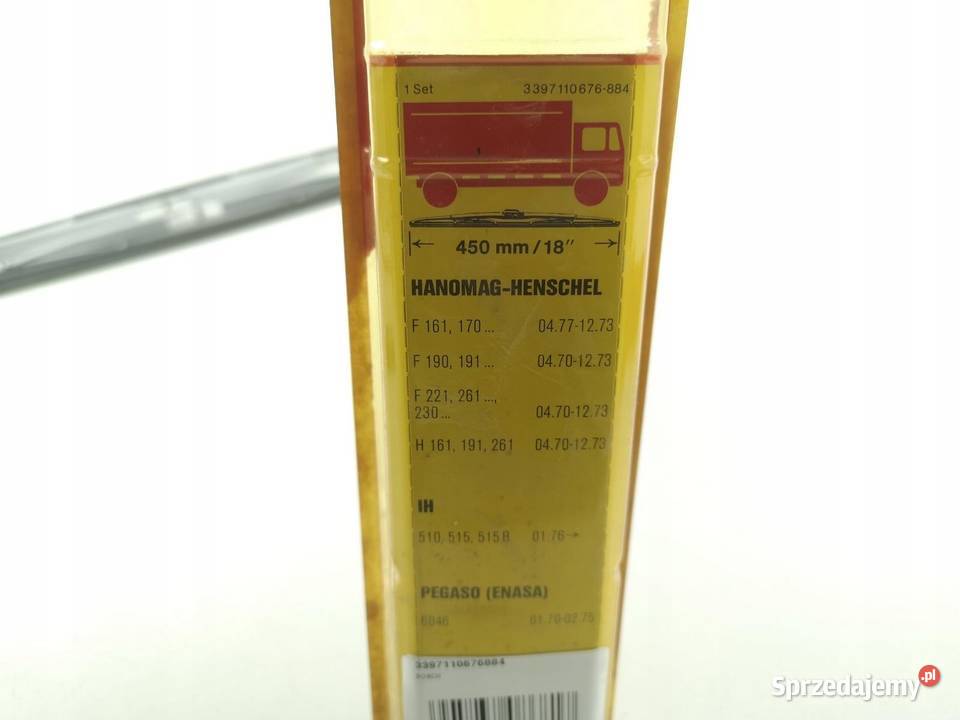 1 Set 3397110676-884
450 mm/18"
HANOMAG-HENSCHEL
F 161, 170... 04.77-12.73
F 190, 191... 04.70-12.73
F 221, 261...,
230... 04.70-12.73
H 161, 191, 261 04.70-12.73
IH
510, 515, 515B 01.76→
PEGASO (ENASA)
6046 01.70-02.75
3397110676884
BOSCH
Sprzedajemy.pl